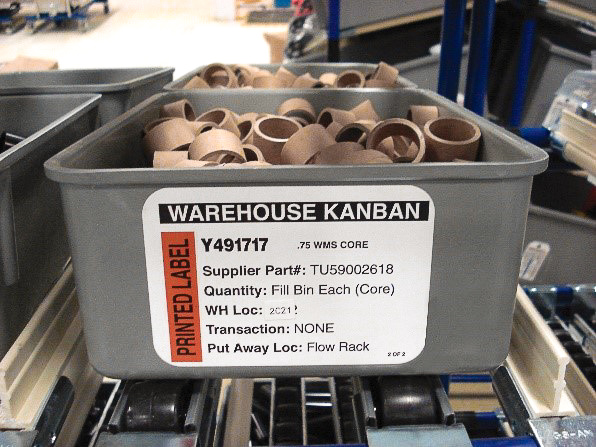 WAREHOUSE KANBAN
PRINTED LABEL
Y491717 .75 WMS CORE
Supplier Part#: TU59002618
Quantity: Fill Bin Each (Core)
WH Loc:
Transaction: NONE
Put Away Loc: Flow Rack
2 OF 2